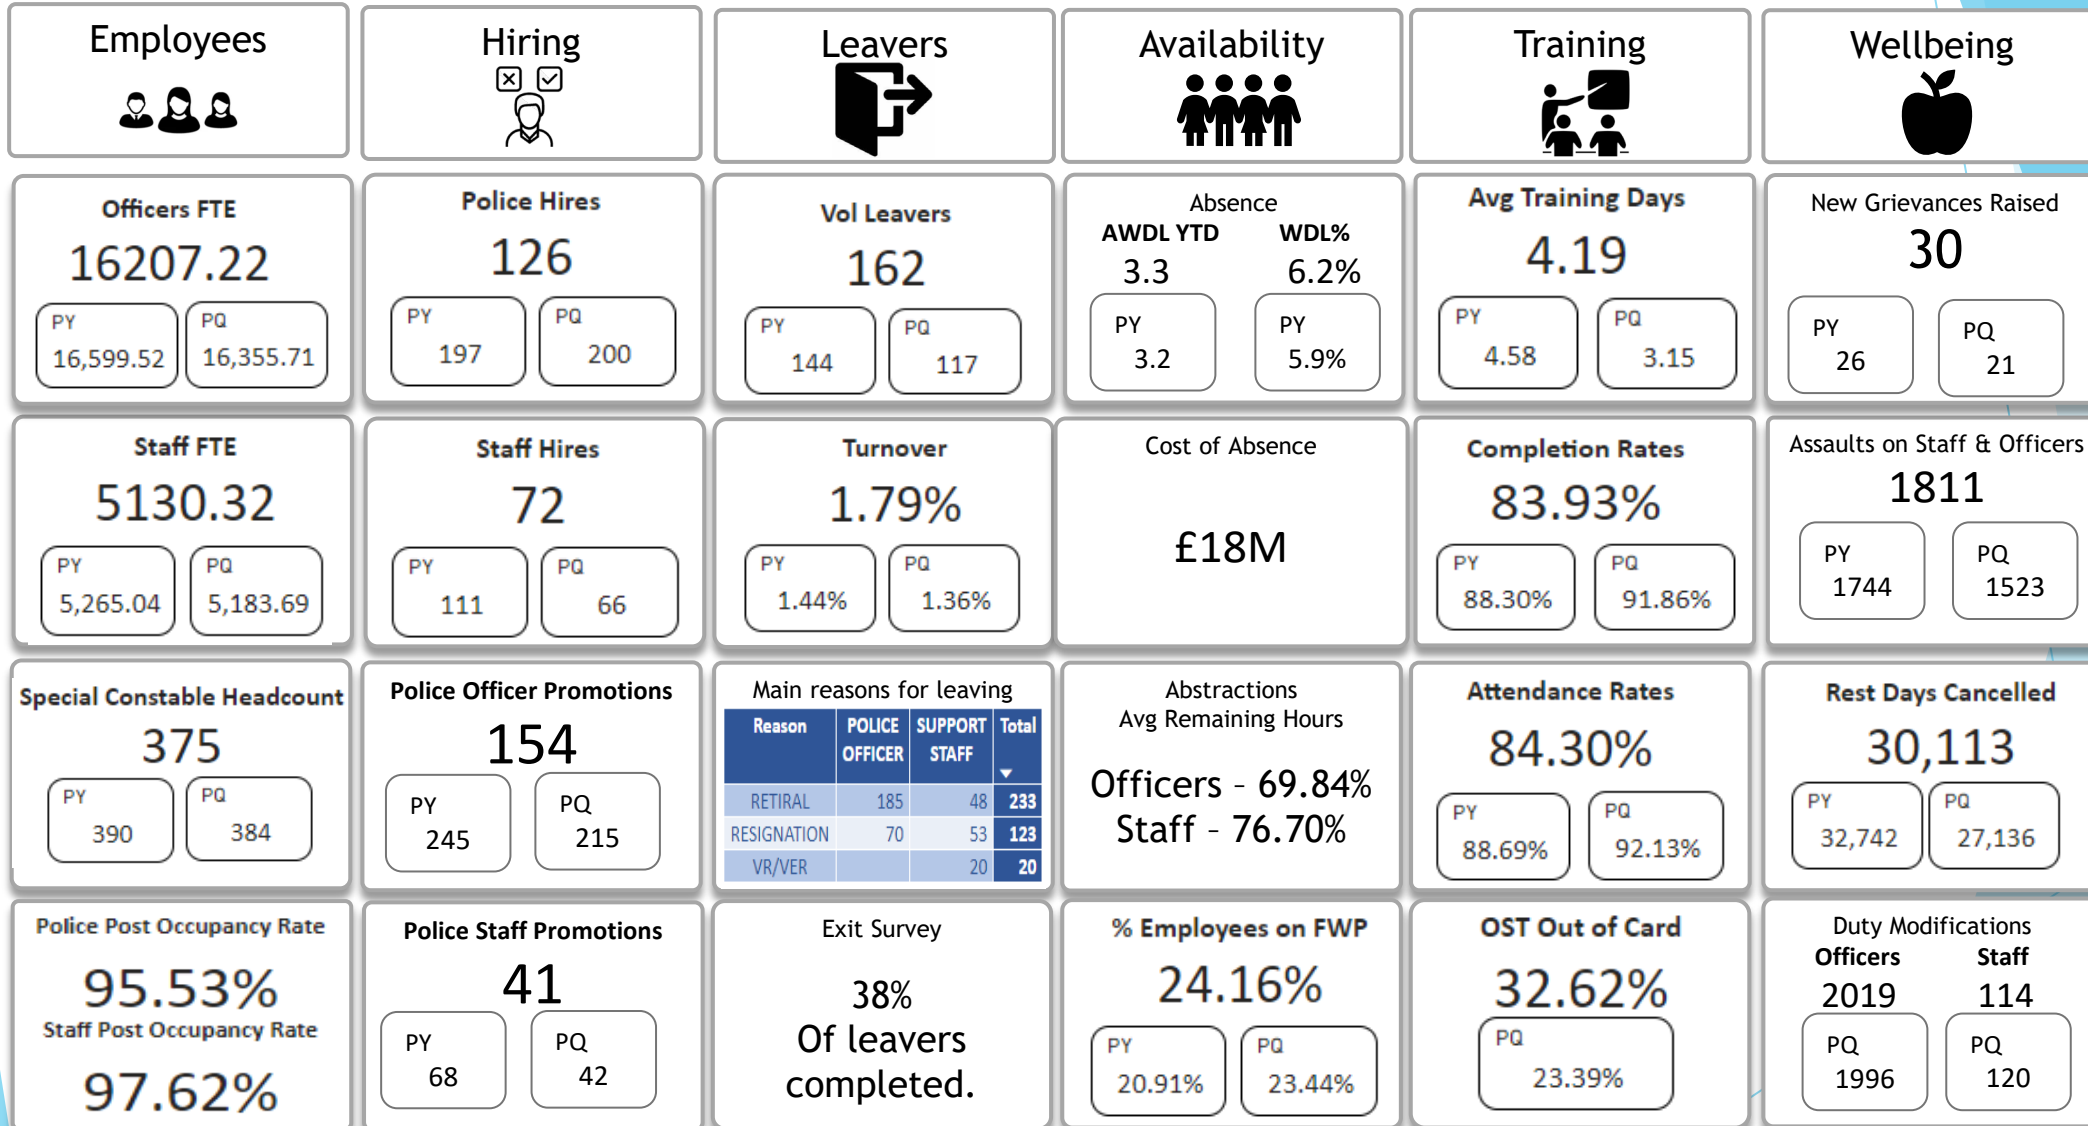 Employees
Hiring
Leavers
Availability
Training
Wellbeing
Officers FTE
16207.22
PY
16,599.52
PQ
16,355.71
Police Hires
126
PY
197
PQ
200
Vol Leavers
162
PY
144
PQ
117
Absence
AWDL YTD
3.3
PY
3.2
WDL%
6.2%
PY
5.9%
Avg Training Days
4.19
PY
4.58
PQ
3.15
New Grievances Raised
30
PY
26
PQ
21
Staff FTE
5130.32
PY
5,265.04
PQ
5,183.69
Staff Hires
72
PY
111
PQ
66
Turnover
1.79%
PY
1.44%
PQ
1.36%
Cost of Absence
£18M
Completion Rates
83.93%
PY
88.30%
PQ
91.86%
Assaults on Staff & Officers
1811
PY
1744
PQ
1523
Special Constable Headcount
375
PY
390
PQ
384
Police Officer Promotions
154
PY
245
PQ
215
Main reasons for leaving
Reason POLICE OFFICER SUPPORT STAFF Total
RETIRAL 185 48 233
RESIGNATION 70 53 123
VR/VER 20 20
Abstractions
Avg Remaining Hours
Officers - 69.84%
Staff - 76.70%
Attendance Rates
84.30%
PY
88.69%
PQ
92.13%
Rest Days Cancelled
30,113
PY
32,742
PQ
27,136
Police Post Occupancy Rate
95.53%
Staff Post Occupancy Rate
97.62%
Police Staff Promotions
41
PY
68
PQ
42
Exit Survey
38%
Of leavers
completed.
% Employees on FWP
24.16%
PY
20.91%
PQ
23.44%
OST Out of Card
32.62%
PQ
23.39%
Duty Modifications
Officers
2019
PQ
1996
Staff
114
PQ
120